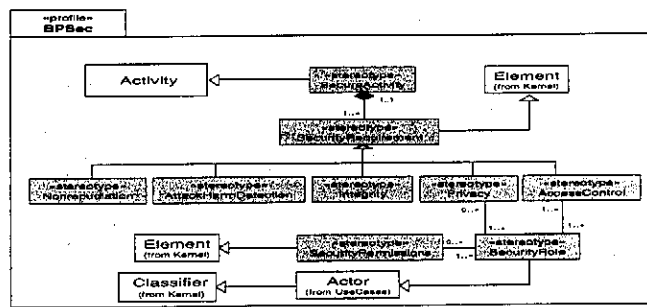 «profile»
BPSec
Activity
«stereotype»
SecureActivity
Element
(from Kernel)
1..1
1..*
«stereotype»
SecurityRequirement
«stereotype»
Nonrepudiation
«stereotype»
AttackHarmDetection
«stereotype»
Integrity
«stereotype»
Privacy
«stereotype»
AccessControl
0..*
1..*
Element
(from Kernel)
«stereotype»
SecurityPermissions
0..*
1..*
1..*
1..*
«stereotype»
SecurityRole
Classifier
(from Kernel)
Actor
(from UseCases)